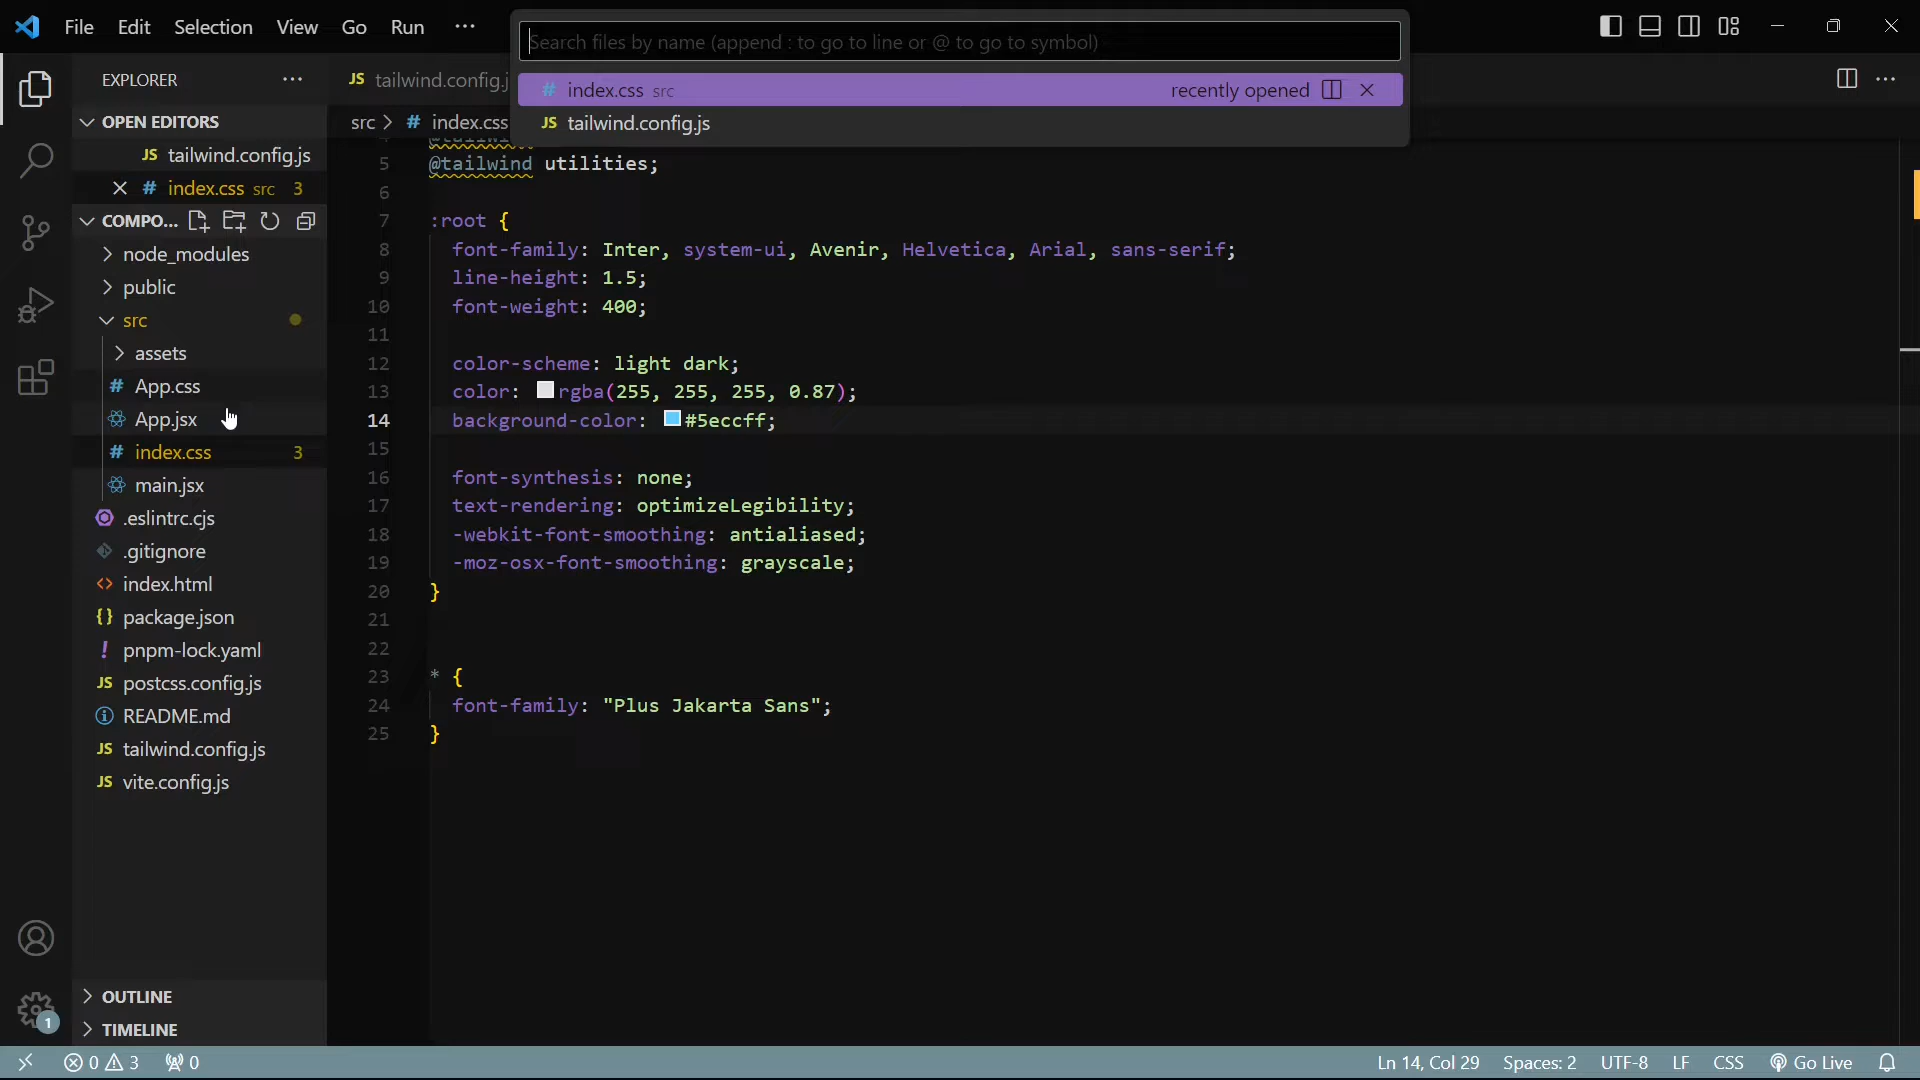 File Edit Selection View Go Run ···
Search files by name (append : to go to line or @ to go to symbol)
# index.css src recently opened
JS tailwind.config.js
EXPLORER ···
JS tailwind.config.j
OPEN EDITORS
JS tailwind.config.js
# index.css src 3
src > # index.css
COMPO...
node_modules
public
src
assets
# App.css
App.jsx
# index.css 3
main.jsx
.eslintrc.cjs
.gitignore
<> index.html
{} package.json
! pnpm-lock.yaml
JS postcss.config.js
README.md
JS tailwind.config.js
JS vite.config.js
OUTLINE
TIMELINE
5 @tailwind utilities;
6
7 :root {
8 font-family: Inter, system-ui, Avenir, Helvetica, Arial, sans-serif;
9 line-height: 1.5;
10 font-weight: 400;
11
12 color-scheme: light dark;
13 color: rgba(255, 255, 255, 0.87);
14 background-color: #5eccff;
15
16 font-synthesis: none;
17 text-rendering: optimizeLegibility;
18 -webkit-font-smoothing: antialiased;
19 -moz-osx-font-smoothing: grayscale;
20 }
21
22
23 * {
24 font-family: "Plus Jakarta Sans";
25 }
1
0 3 0
Ln 14, Col 29 Spaces: 2 UTF-8 LF CSS Go Live